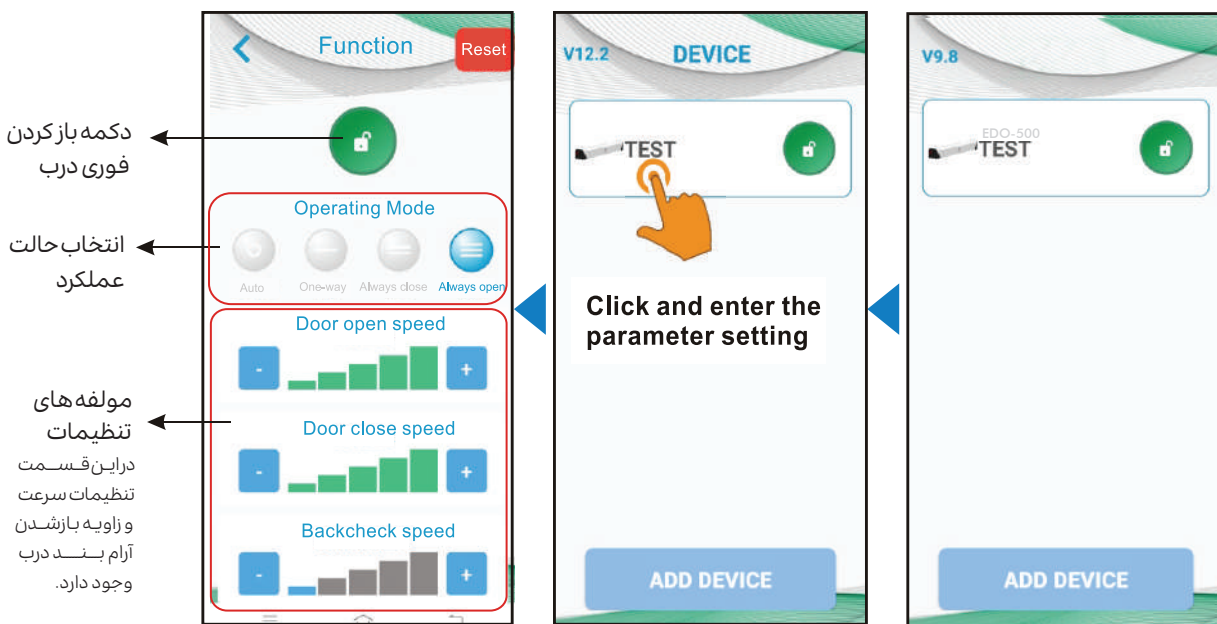 دکمه باز کردن
فوری درب
انتخاب حالت
عملکرد
مولفه های
تنظیمات
دراین قسمت
تنظیمات سرعت
و زاویه بازشدن
آرام بند درب
وجود دارد.
Function
Reset
Operating Mode
Auto
One-way
Always close
Always open
Door open speed
-
+
Door close speed
-
+
Backcheck speed
-
+
V12.2
DEVICE
TEST
Click and enter the
parameter setting
ADD DEVICE
V9.8
EDO-500
TEST
ADD DEVICE